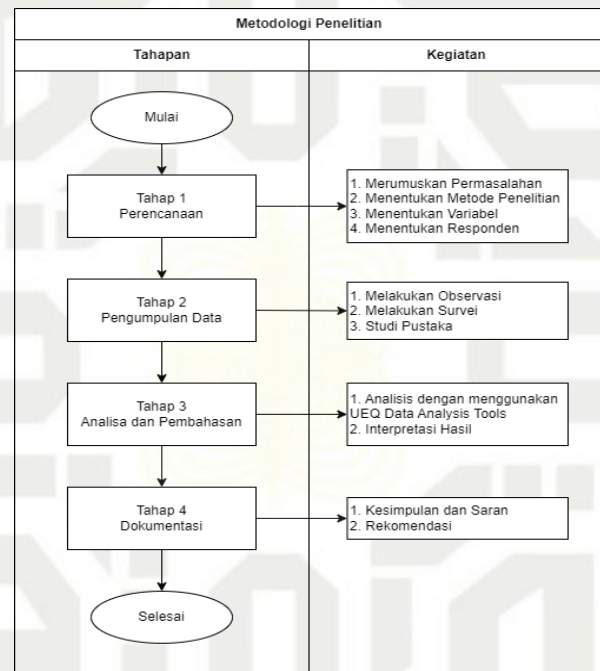 Metodologi Penelitian
Tahapan
Kegiatan
Mulai
Tahap 1
Perencanaan
1. Merumuskan Permasalahan
2. Menentukan Metode Penelitian
3. Menentukan Variabel
4. Menentukan Responden
Tahap 2
Pengumpulan Data
1. Melakukan Observasi
2. Melakukan Survei
3. Studi Pustaka
Tahap 3
Analisa dan Pembahasan
1. Analisis dengan menggunakan
UEQ Data Analysis Tools
2. Interpretasi Hasil
Tahap 4
Dokumentasi
1. Kesimpulan dan Saran
2. Rekomendasi
Selesai